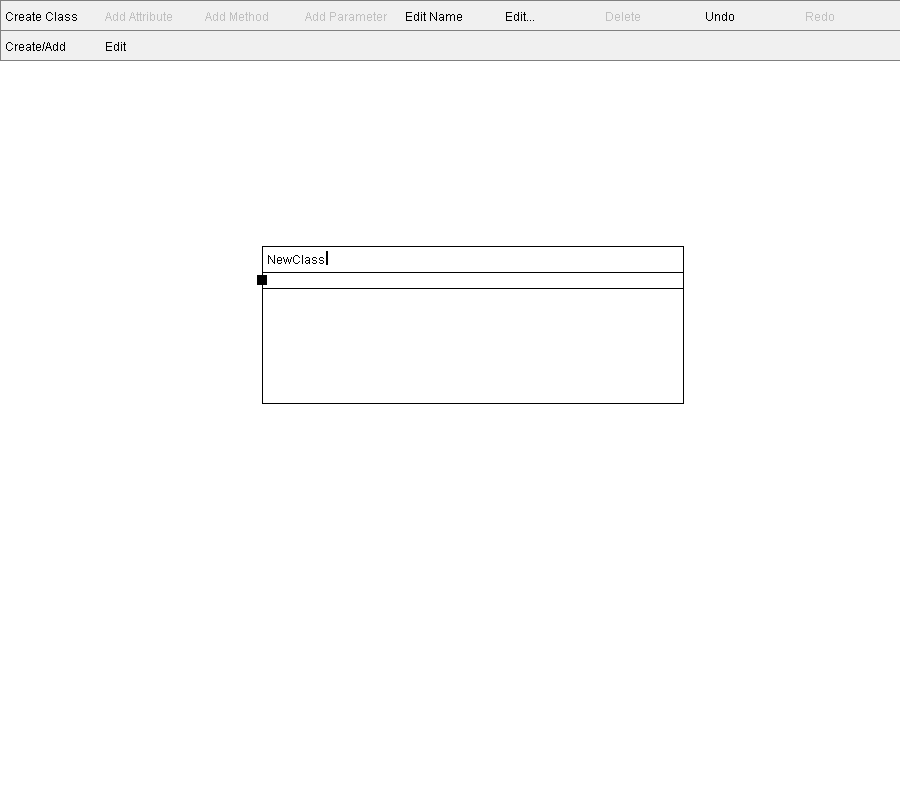 Create Class Add Attribute Add Method Add Parameter Edit Name Edit... Delete Undo Redo
Create/Add Edit
NewClass